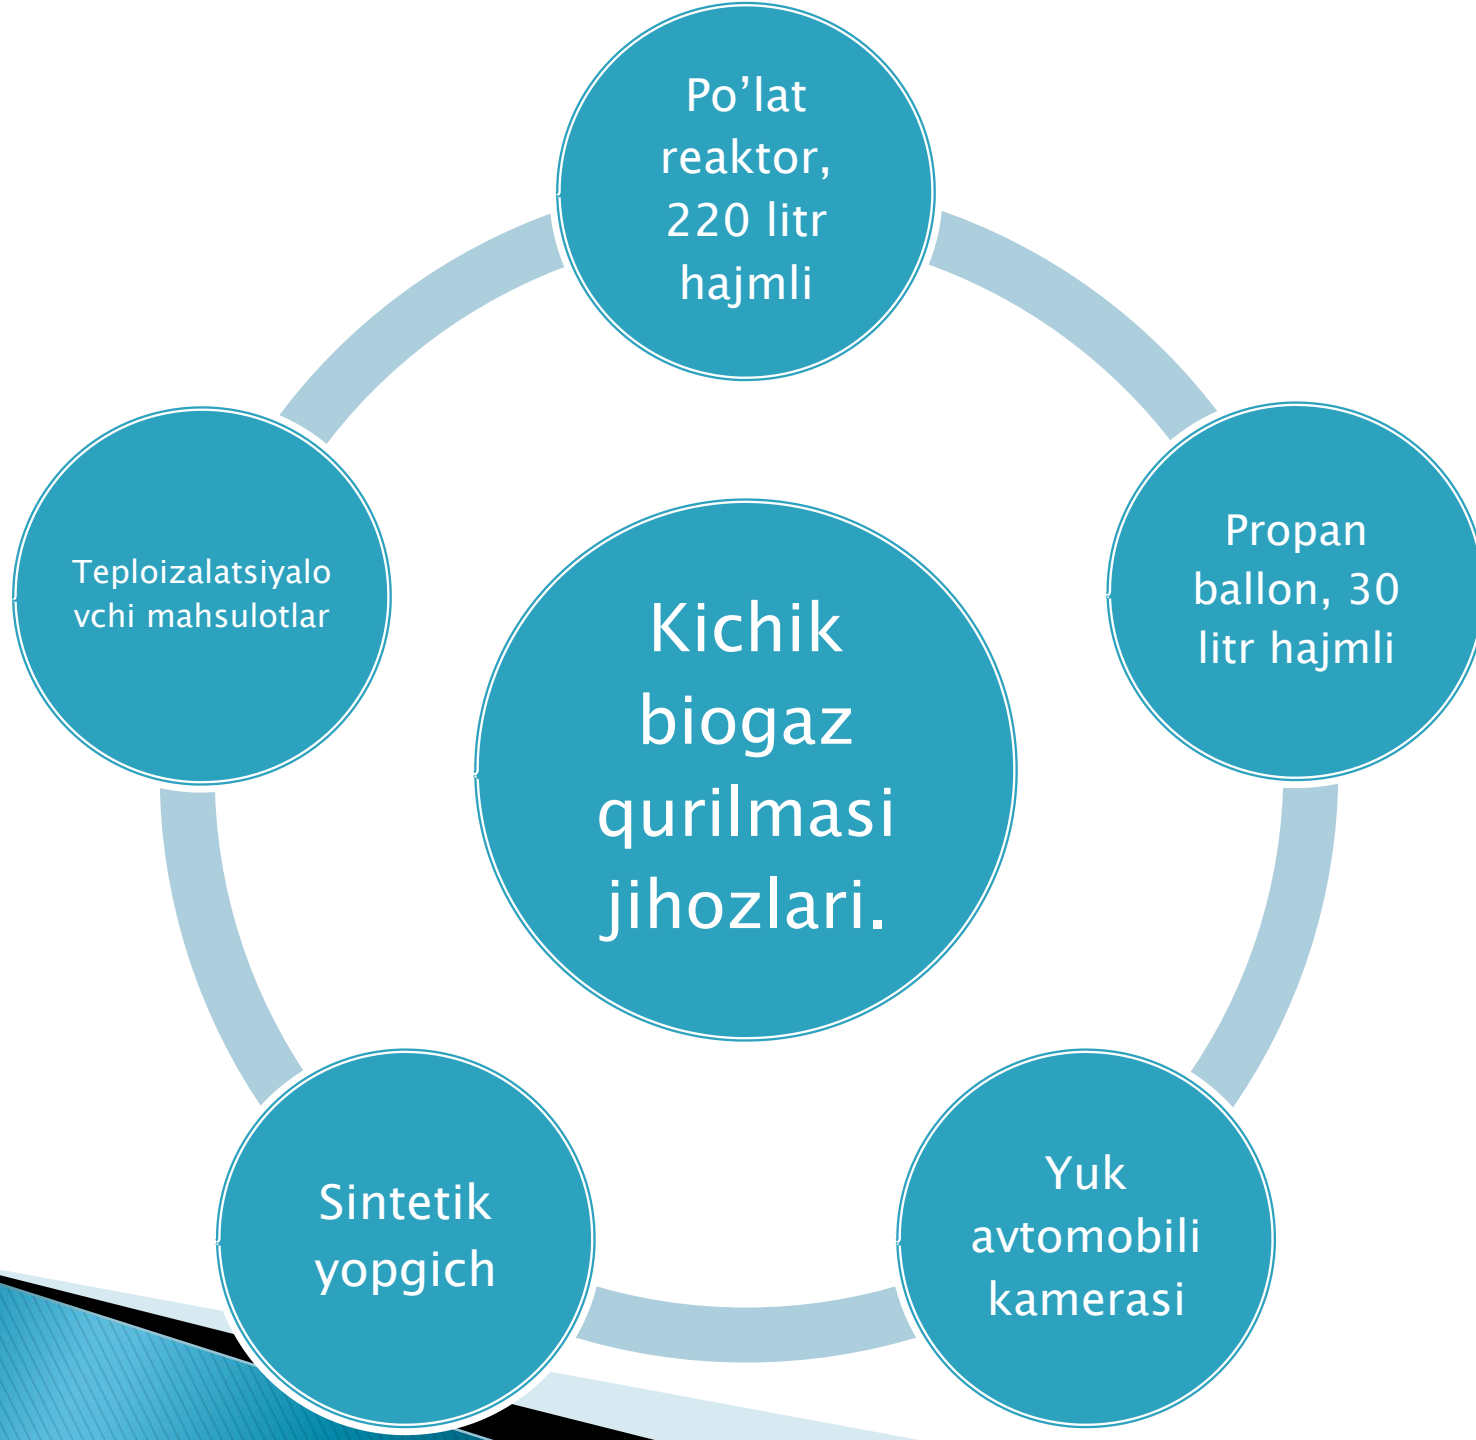 Po’lat
reaktor,
220 litr
hajmli
Propan
ballon, 30
litr hajmli
Yuk
avtomobili
kamerasi
Sintetik
yopgich
Teploizalatsiyalo
vchi mahsulotlar
Kichik
biogaz
qurilmasi
jihozlari.